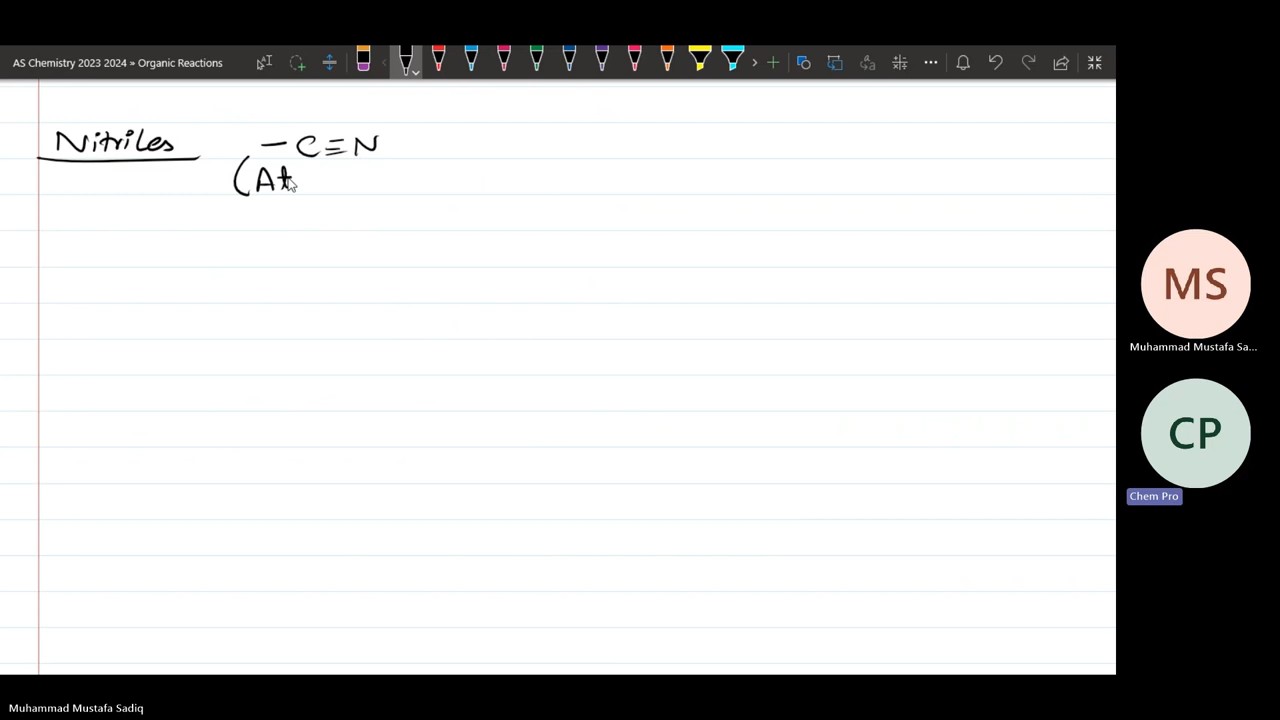 AS Chemistry 2023 2024 » Organic Reactions
Nitriles — C≡N
(At
MS
Muhammad Mustafa Sa...
CP
Chem Pro
Muhammad Mustafa Sadiq